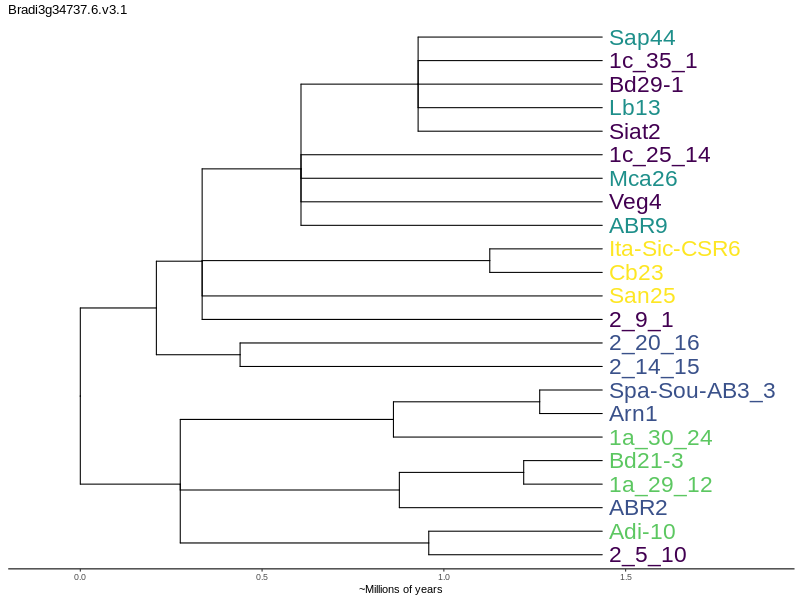 Bradi3g34737.6.v3.1
Sap44
1c_35_1
Bd29-1
Lb13
Siat2
1c_25_14
Mca26
Veg4
ABR9
Ita-Sic-CSR6
Cb23
San25
2_9_1
2_20_16
2_14_15
Spa-Sou-AB3_3
Arn1
1a_30_24
Bd21-3
1a_29_12
ABR2
Adi-10
2_5_10
0.0 0.5 1.0 1.5
~Millions of years